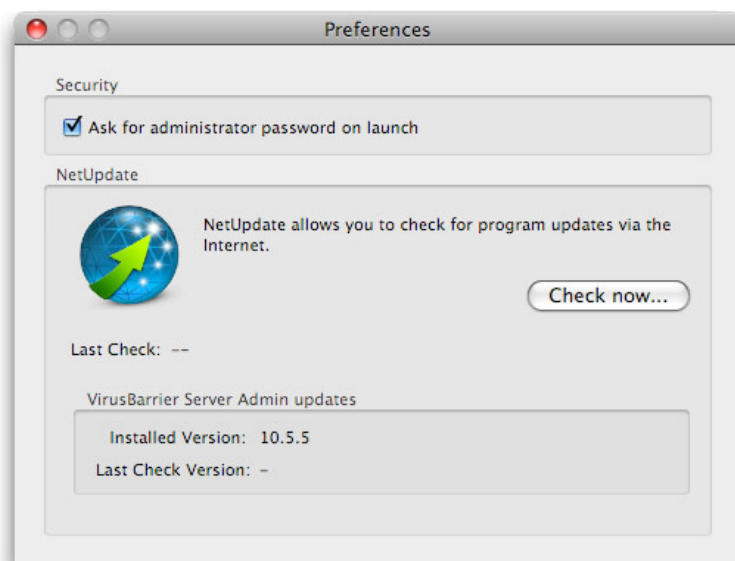 Preferences
Security
Ask for administrator password on launch
NetUpdate
NetUpdate allows you to check for program updates via the
Internet.
Check now...
Last Check: --
VirusBarrier Server Admin updates
Installed Version: 10.5.5
Last Check Version: -